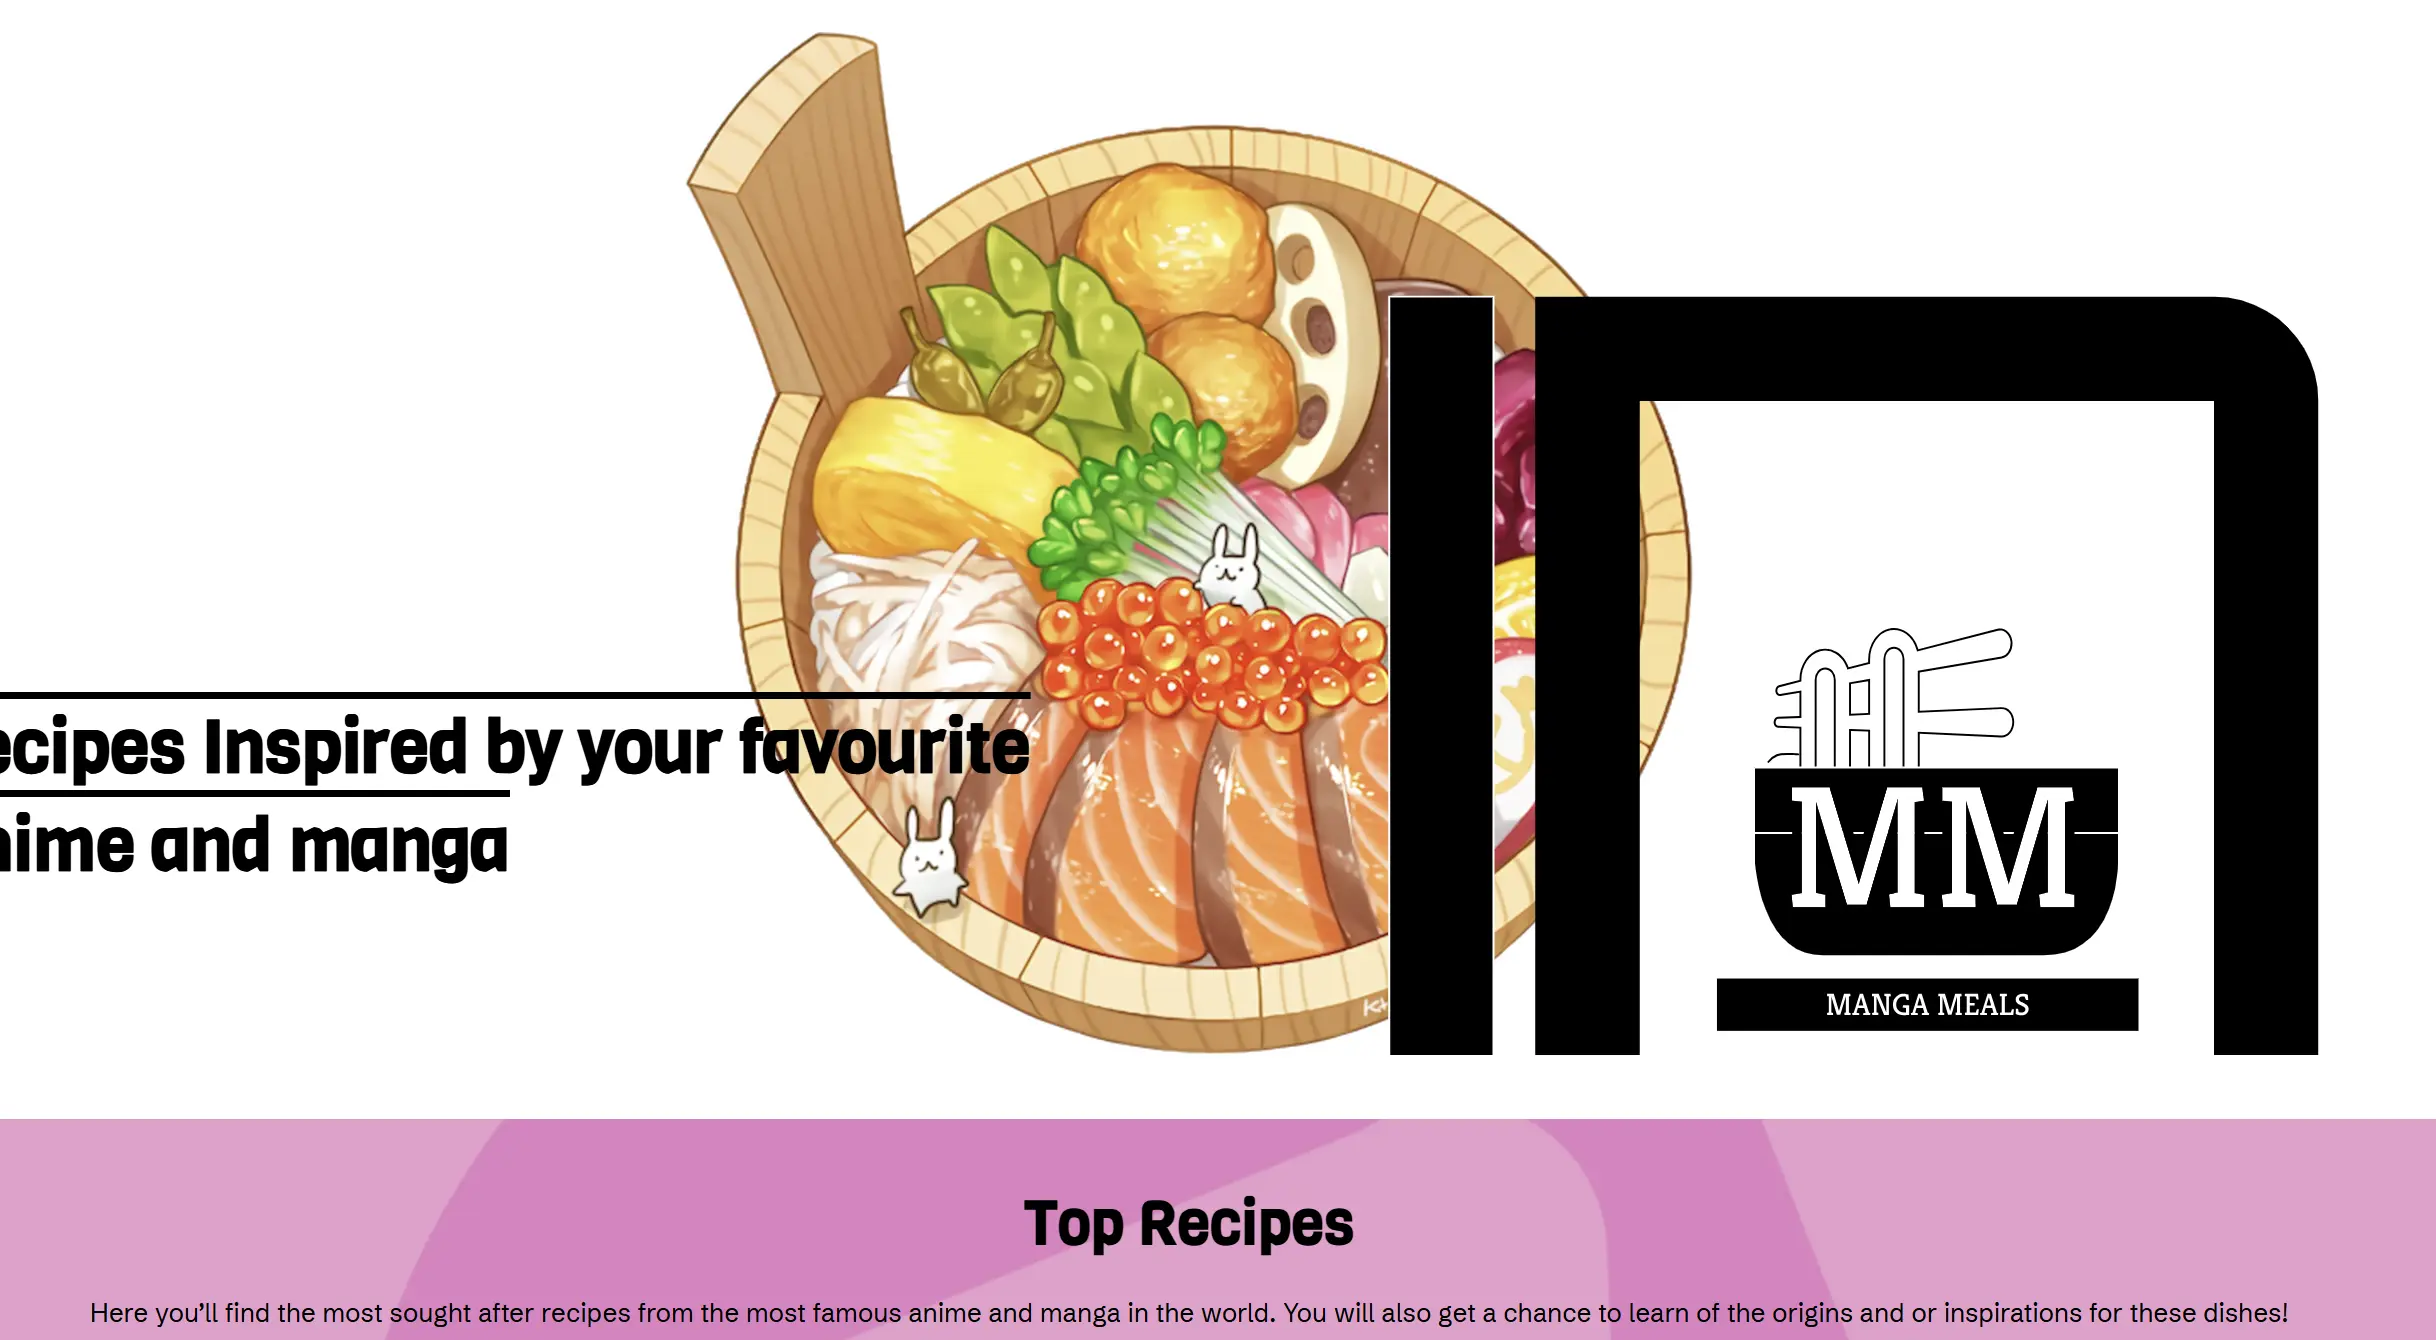 ecipes Inspired by your favourite
nime and manga
MM
MANGA MEALS
Top Recipes
Here you’ll find the most sought after recipes from the most famous anime and manga in the world. You will also get a chance to learn of the origins and or inspirations for these dishes!